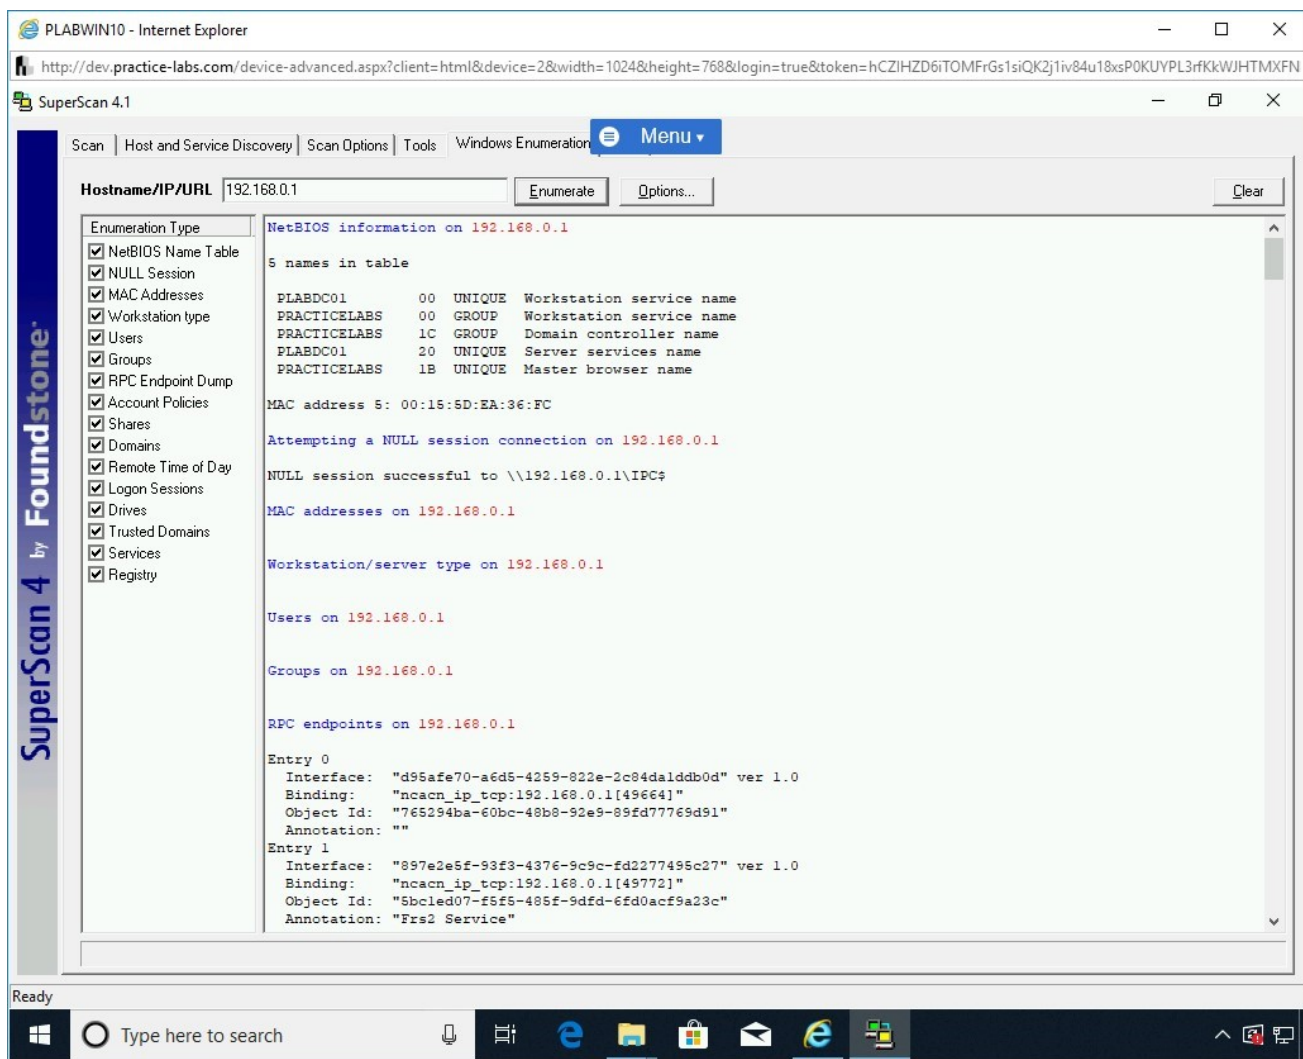 PLABWIN10 - Internet Explorer
http://dev.practice-labs.com/device-advanced.aspx?client=html&device=2&width=1024&height=768&login=true&token=hCZIHZD6iTOMFrGs1siQK2j1iv84u18xsP0KUYPL3rfKkWJHTMXFN
SuperScan 4.1
Menu
Scan Host and Service Discovery Scan Options Tools Windows Enumeration
Hostname/IP/URL 192.168.0.1 Enumerate Options... Clear
Enumeration Type
NetBIOS Name Table
NULL Session
MAC Addresses
Workstation type
Users
Groups
RPC Endpoint Dump
Account Policies
Shares
Domains
Remote Time of Day
Logon Sessions
Drives
Trusted Domains
Services
Registry
NetBIOS information on 192.168.0.1
5 names in table
PLABDC01 00 UNIQUE Workstation service name
PRACTICELABS 00 GROUP Workstation service name
PRACTICELABS 1C GROUP Domain controller name
PLABDC01 20 UNIQUE Server services name
PRACTICELABS 1B UNIQUE Master browser name
MAC address 5: 00:15:5D:EA:36:FC
Attempting a NULL session connection on 192.168.0.1
NULL session successful to \\192.168.0.1\IPC$
MAC addresses on 192.168.0.1
Workstation/server type on 192.168.0.1
Users on 192.168.0.1
Groups on 192.168.0.1
RPC endpoints on 192.168.0.1
Entry 0
Interface: "d95afe70-a6d5-4259-822e-2c84da1ddb0d" ver 1.0
Binding: "ncacn_ip_tcp:192.168.0.1[49664]"
Object Id: "765294ba-60bc-48b8-92e9-89fd77769d91"
Annotation: ""
Entry 1
Interface: "897e2e5f-93f3-4376-9c9c-fd2277495c27" ver 1.0
Binding: "ncacn_ip_tcp:192.168.0.1[49772]"
Object Id: "5bc1ed07-f5f5-485f-9dfd-6fd0acf9a23c"
Annotation: "Frs2 Service"
SuperScan 4 by Foundstone
Ready
Type here to search